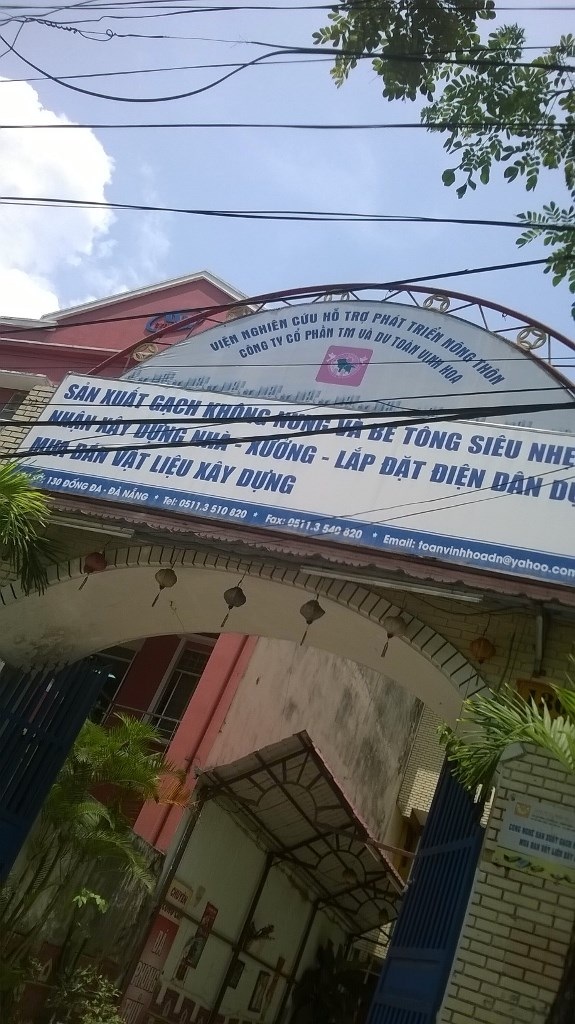 VIỆN NGHIÊN CỨU HỖ TRỢ PHÁT TRIỂN NÔNG THÔN
CÔNG TY CỔ PHẦN TM VÀ DỰ TOÁN VINH HOA
SẢN XUẤT GẠCH KHÔNG NUNG VÀ BÊ TÔNG SIÊU NHẸ
NHẬN XÂY DỰNG NHÀ - XƯỞNG - LẮP ĐẶT ĐIỆN DÂN DỤ
MUA BÁN VẬT LIỆU XÂY DỰNG
130 ĐỐNG ĐA - ĐÀ NẴNG * Tel: 0511.3 510 820 * Fax: 0511.3 540 820 * Email: toanvinhhoadn@yahoo.com